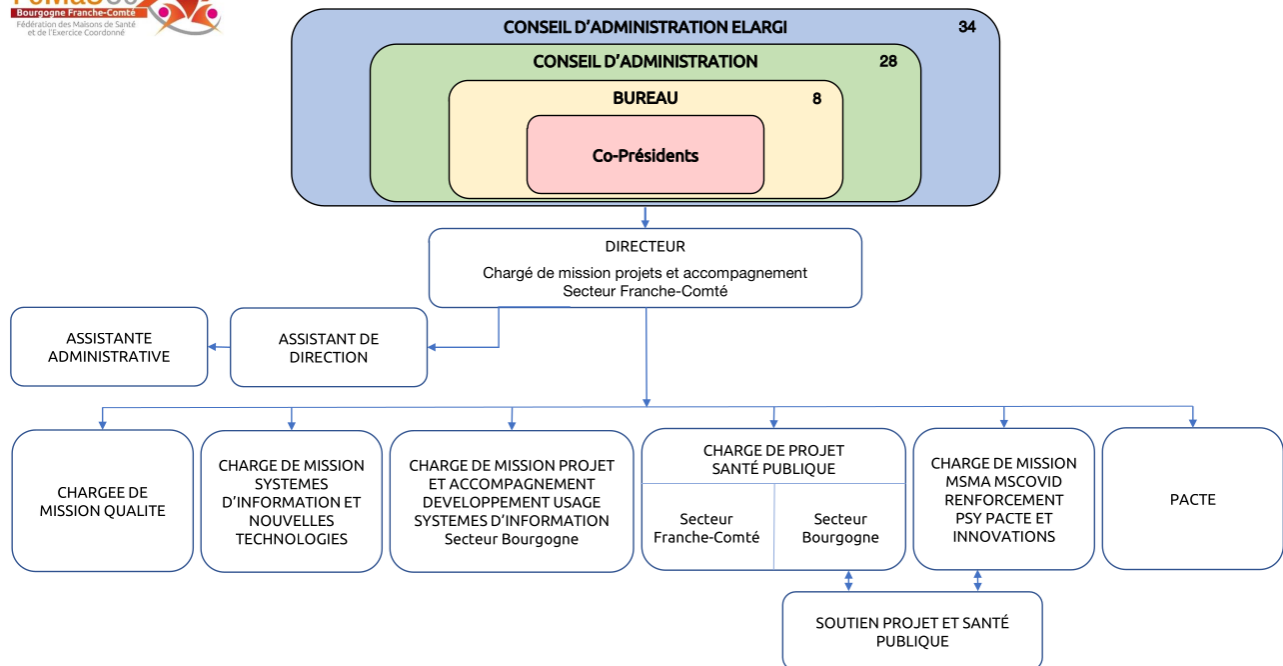 Bourgogne Franche-Comté
Fédération des Maisons de Santé
et de l'Exercice Coordonné
CONSEIL D'ADMINISTRATION ELARGI 34
CONSEIL D'ADMINISTRATION 28
BUREAU 8
Co-Présidents
DIRECTEUR
Chargé de mission projets et accompagnement
Secteur Franche-Comté
ASSISTANTE
ADMINISTRATIVE
ASSISTANT DE
DIRECTION
CHARGEE DE
MISSION QUALITE
CHARGE DE MISSION
SYSTEMES
D'INFORMATION ET
NOUVELLES
TECHNOLOGIES
CHARGE DE MISSION PROJET
ET ACCOMPAGNEMENT
DEVELOPPEMENT USAGE
SYSTEMES D'INFORMATION
Secteur Bourgogne
CHARGE DE PROJET
SANTÉ PUBLIQUE
Secteur
Franche-Comté
Secteur
Bourgogne
CHARGE DE MISSION
MSMA MSCOVID
RENFORCEMENT
PSY PACTE ET
INNOVATIONS
PACTE
SOUTIEN PROJET ET SANTÉ
PUBLIQUE